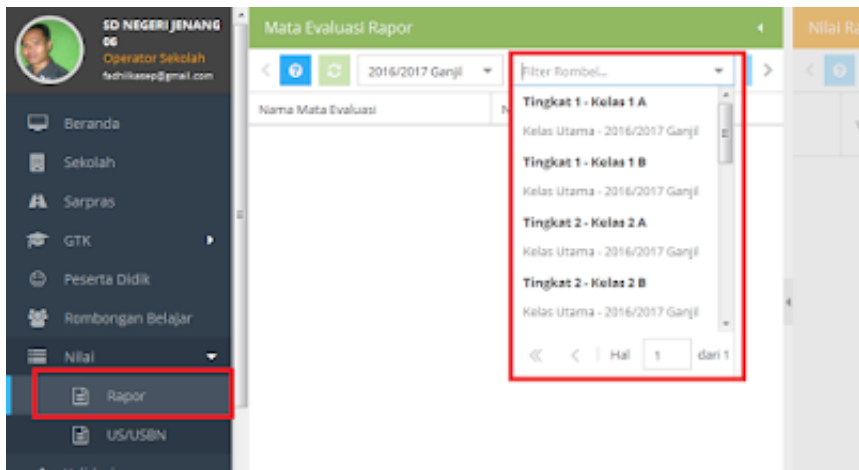 SD NEGERI JENANG
06
Operator Sekolah
fadhilkasep@gmail.com
Beranda
Sekolah
Sarpras
GTK
Peserta Didik
Rombongan Belajar
Nilai
Rapor
US/USBN
Mata Evaluasi Rapor
2016/2017 Ganjil
Filter Rombel...
Nama Mata Evaluasi
N
Tingkat 1 - Kelas 1 A
Kelas Utama - 2016/2017 Ganjil
Tingkat 1 - Kelas 1 B
Kelas Utama - 2016/2017 Ganjil
Tingkat 2 - Kelas 2 A
Kelas Utama - 2016/2017 Ganjil
Tingkat 2 - Kelas 2 B
Kelas Utama - 2016/2017 Ganjil
Hal 1 dari 1
Nilai Ra